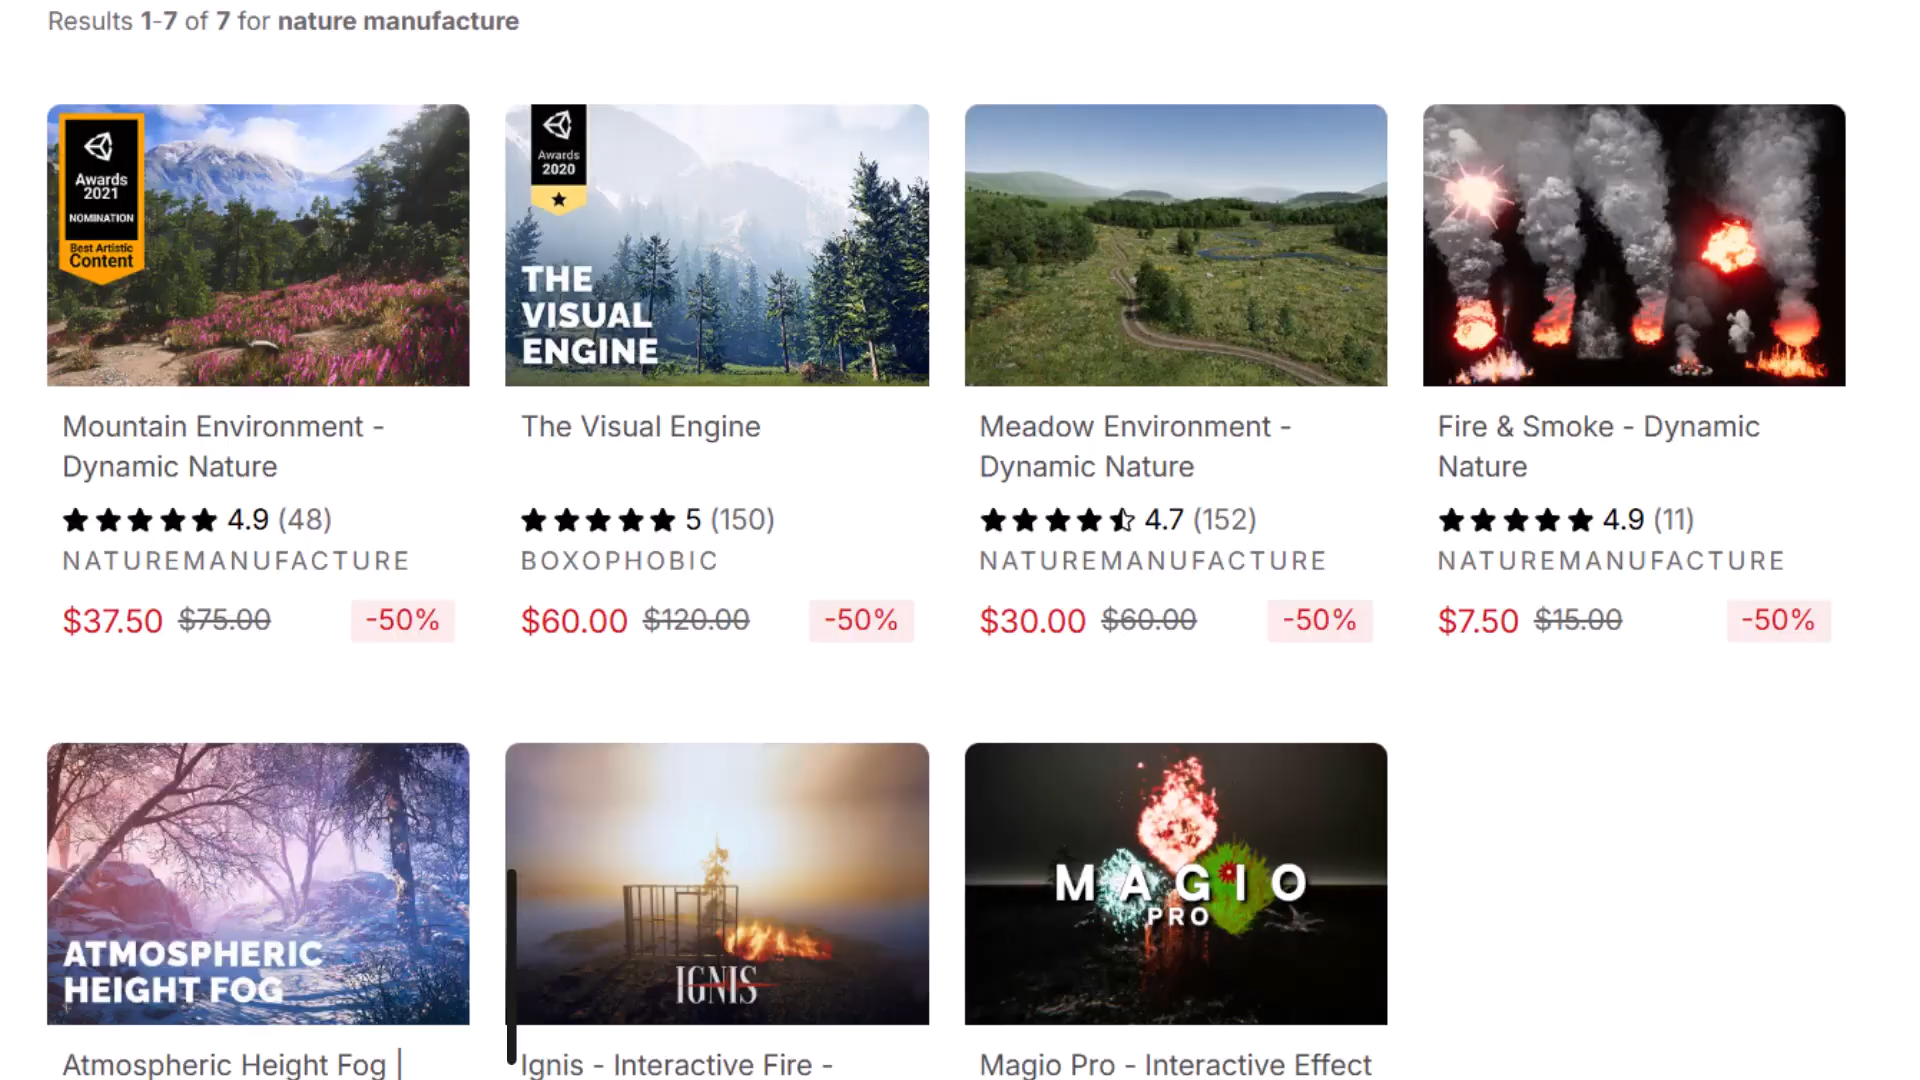 Results 1-7 of 7 for nature manufacture
Awards
2021
NOMINATION
Best Artistic
Content
Mountain Environment -
Dynamic Nature
4.9 (48)
NATUREMANUFACTURE
$37.50 $75.00 -50%
Awards
2020
THE
VISUAL
ENGINE
The Visual Engine
5 (150)
BOXOPHOBIC
$60.00 $120.00 -50%
Meadow Environment -
Dynamic Nature
4.7 (152)
NATUREMANUFACTURE
$30.00 $60.00 -50%
Fire & Smoke - Dynamic
Nature
4.9 (11)
NATUREMANUFACTURE
$7.50 $15.00 -50%
ATMOSPHERIC
HEIGHT FOG
Atmospheric Height Fog |
IGNIS
Ignis - Interactive Fire -
MAGIO
PRO
Magio Pro - Interactive Effect